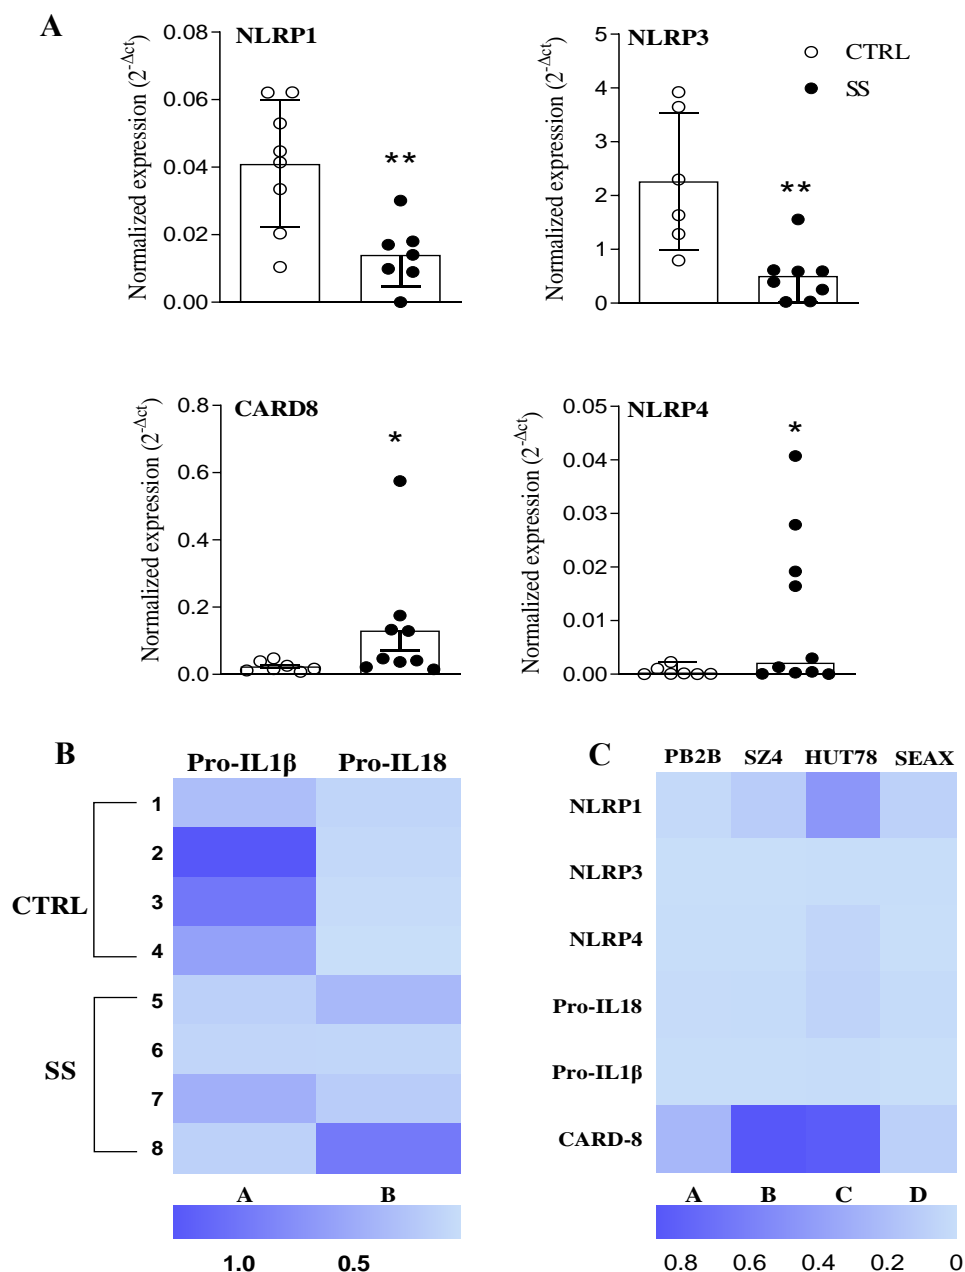 A
NLRP1
Normalized expression (2^-Δct)
0.08
0.06
0.04
0.02
0.00
**
NLRP3
Normalized expression (2^-Δct)
5
4
3
2
1
0
**
CTRL
SS
CARD8
Normalized expression (2^-Δct)
0.8
0.6
0.4
0.2
0.0
*
NLRP4
Normalized expression (2^-Δct)
0.05
0.04
0.03
0.02
0.01
0.00
*
B
Pro-IL1β Pro-IL18
CTRL
1
2
3
4
SS
5
6
7
8
A B
1.0 0.5
C
PB2B SZ4 HUT78 SEAX
NLRP1
NLRP3
NLRP4
Pro-IL18
Pro-IL1β
CARD-8
A B C D
0.8 0.6 0.4 0.2 0